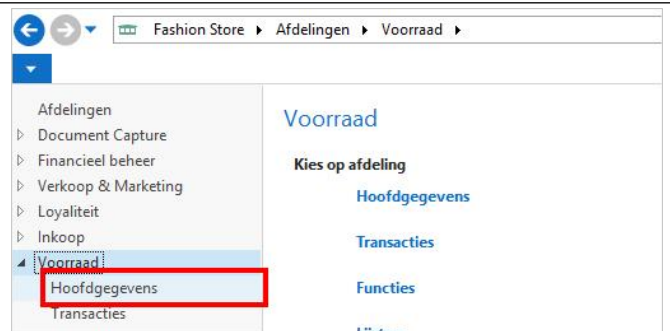 Fashion Store ▸ Afdelingen ▸ Voorraad ▸
Afdelingen
Document Capture
Financieel beheer
Verkoop & Marketing
Loyaliteit
Inkoop
Voorraad
Hoofdgegevens
Transacties
Voorraad
Kies op afdeling
Hoofdgegevens
Transacties
Functies